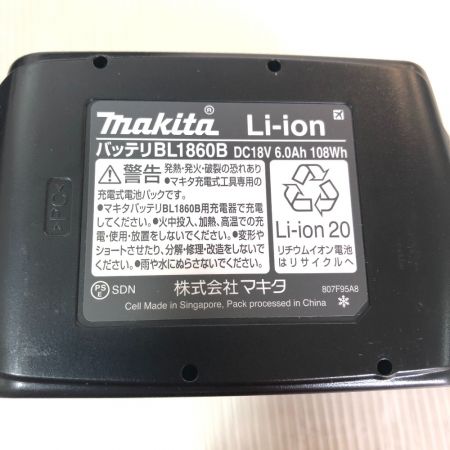 makita® Li-ion
バッテリBL1860B DC18V 6.0Ah 108Wh
警告 発熱・火・破裂の恐れあり
●マキタ充電式工具専用の
充電式電池パックです。
●マキタバッテリBL1860B用充電器で充電
してください。●火中投入、加熱、高温での充
電・使用・放置をしないでください。●変形や
ショートさせたり、分解・修理・改造をしないで
ください。●雨や水にぬらさないでください。
Li-ion 20
リチウムイオン電池
はリサイクルへ
PSE SDN 株式会社マキタ
Cell Made in Singapore, Pack processed in China
807F95A8
>PC<